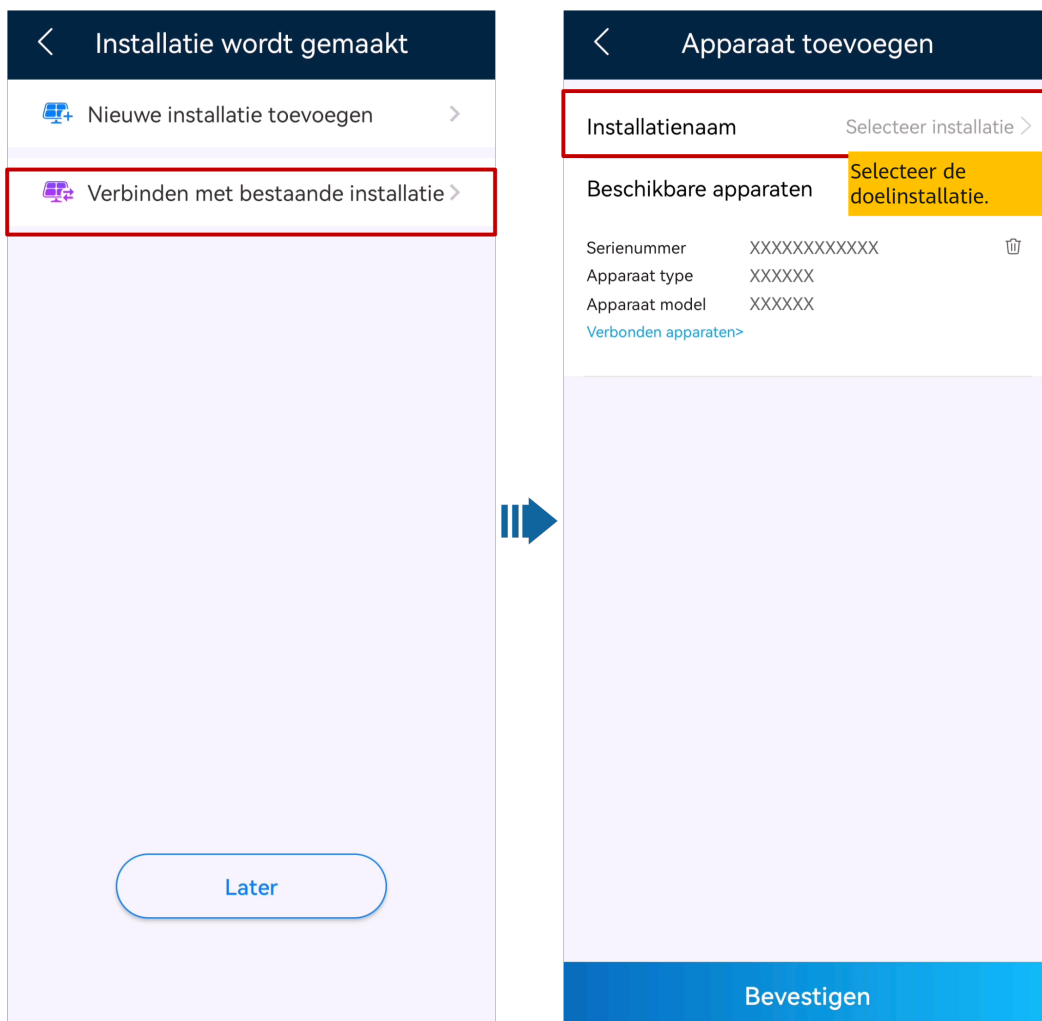 Installatie wordt gemaakt
Nieuwe installatie toevoegen
Verbinden met bestaande installatie
Later
Apparaat toevoegen
Installatienaam Selecteer installatie
Selecteer de
doelinstallatie.
Beschikbare apparaten
Serienummer XXXXXXXXXXXX
Apparaat type XXXXXX
Apparaat model XXXXXX
Verbonden apparaten>
Bevestigen